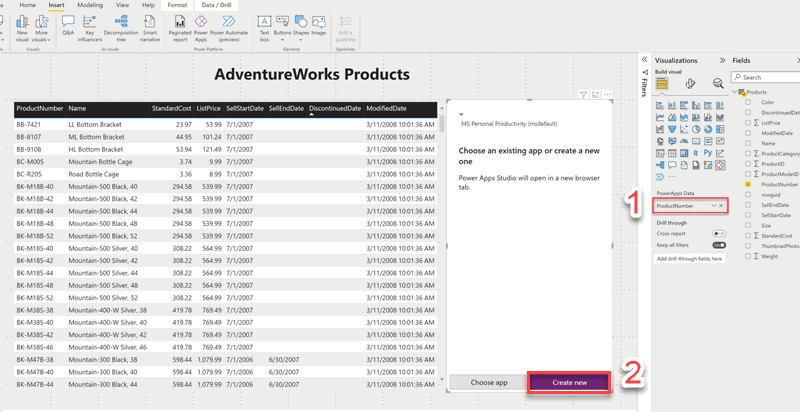 File Home Insert Modeling View Help Format Data / Drill
New visual
More visuals
Visuals
Q&A
Key influencers
Decomposition tree
Smart narrative
AI visuals
Paginated report
Power Apps
Power Automate (preview)
Power Platform
Text box
Buttons
Shapes
Image
Elements
Add a sparkline
Sparklines
AdventureWorks Products
ProductNumber Name StandardCost ListPrice SellStartDate SellEndDate DiscontinuedDate ModifiedDate
BB-7421 LL Bottom Bracket 23.97 53.99 7/1/2007 3/11/2008 10:01:36 AM
BB-8107 ML Bottom Bracket 44.95 101.24 7/1/2007 3/11/2008 10:01:36 AM
BB-9108 HL Bottom Bracket 53.94 121.49 7/1/2007 3/11/2008 10:01:36 AM
BC-M005 Mountain Bottle Cage 3.74 9.99 7/1/2007 3/11/2008 10:01:36 AM
BC-R205 Road Bottle Cage 3.36 8.99 7/1/2007 3/11/2008 10:01:36 AM
BK-M18B-40 Mountain-500 Black, 40 294.58 539.99 7/1/2007 3/11/2008 10:01:36 AM
BK-M18B-42 Mountain-500 Black, 42 294.58 539.99 7/1/2007 3/11/2008 10:01:36 AM
BK-M18B-44 Mountain-500 Black, 44 294.58 539.99 7/1/2007 3/11/2008 10:01:36 AM
BK-M18B-48 Mountain-500 Black, 48 294.58 539.99 7/1/2007 3/11/2008 10:01:36 AM
BK-M18B-52 Mountain-500 Black, 52 294.58 539.99 7/1/2007 3/11/2008 10:01:36 AM
BK-M18S-40 Mountain-500 Silver, 40 308.22 564.99 7/1/2007 3/11/2008 10:01:36 AM
BK-M18S-42 Mountain-500 Silver, 42 308.22 564.99 7/1/2007 3/11/2008 10:01:36 AM
BK-M18S-44 Mountain-500 Silver, 44 308.22 564.99 7/1/2007 3/11/2008 10:01:36 AM
BK-M18S-48 Mountain-500 Silver, 48 308.22 564.99 7/1/2007 3/11/2008 10:01:36 AM
BK-M18S-52 Mountain-500 Silver, 52 308.22 564.99 7/1/2007 3/11/2008 10:01:36 AM
BK-M38S-38 Mountain-400-W Silver, 38 419.78 769.49 7/1/2007 3/11/2008 10:01:36 AM
BK-M38S-40 Mountain-400-W Silver, 40 419.78 769.49 7/1/2007 3/11/2008 10:01:36 AM
BK-M38S-42 Mountain-400-W Silver, 42 419.78 769.49 7/1/2007 3/11/2008 10:01:36 AM
BK-M38S-46 Mountain-400-W Silver, 46 419.78 769.49 7/1/2007 3/11/2008 10:01:36 AM
BK-M47B-38 Mountain-300 Black, 38 598.44 1,079.99 7/1/2006 6/30/2007 3/11/2008 10:01:36 AM
BK-M47B-40 Mountain-300 Black, 40 598.44 1,079.99 7/1/2006 6/30/2007 3/11/2008 10:01:36 AM
BK-M47B-44 Mountain-300 Black, 44 598.44 1,079.99 7/1/2006 6/30/2007 3/11/2008 10:01:36 AM
MS Personal Productivity (msdefault)
Choose an existing app or create a new
one
Power Apps Studio will open in a new browser
tab.
Choose app
Create new
1
2
Filters
Visualizations
Build visual
PowerApps Data
ProductNumber
Drill through
Cross-report
Off
Keep all filters
On
Add drill-through fields here
Fields
Search
Products
Color
DiscontinuedDat
ListPrice
ModifiedDate
Name
ProductCategory
ProductID
ProductModelID
ProductNumber
rowguid
SellEndDate
SellStartDate
Size
StandardCost
ThumbnailPhoto
Weight